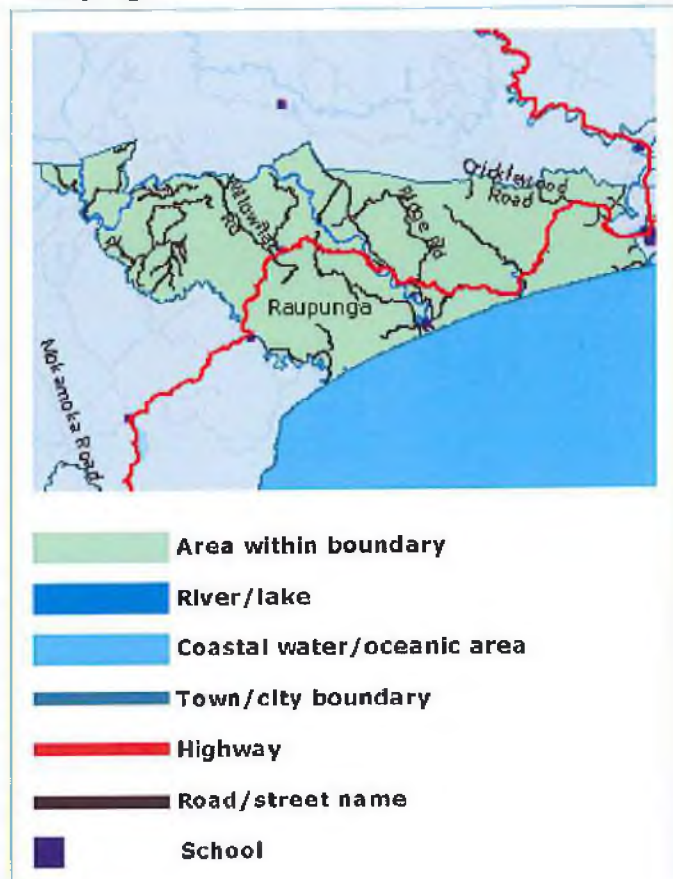 Cricklewood
Road
Ridge Rd
Willowflat
Rd
Raupunga
Mokamoka Road
Area within boundary
River/lake
Coastal water/oceanic area
Town/city boundary
Highway
Road/street name
School